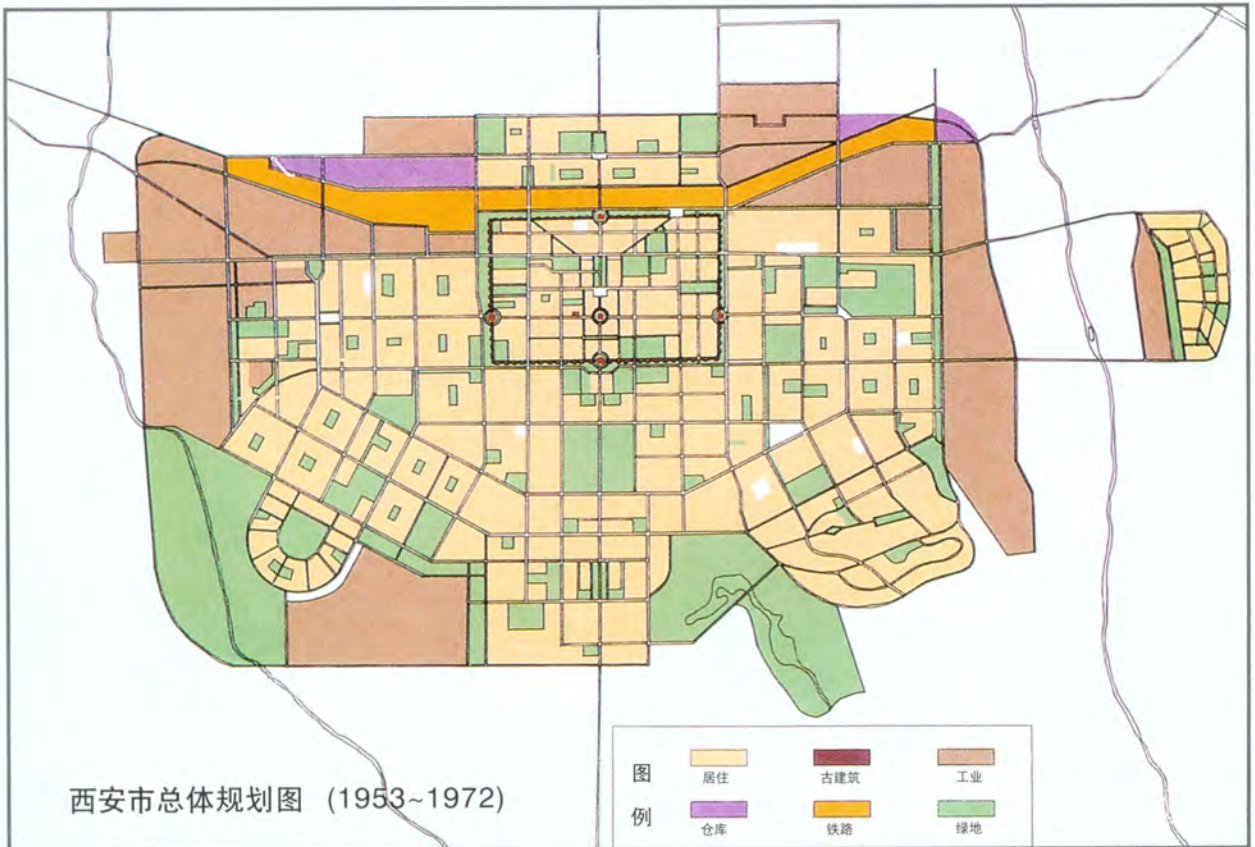 西安市总体规划图 (1953~1972)
图例
居住
古建筑
工业
仓库
铁路
绿地